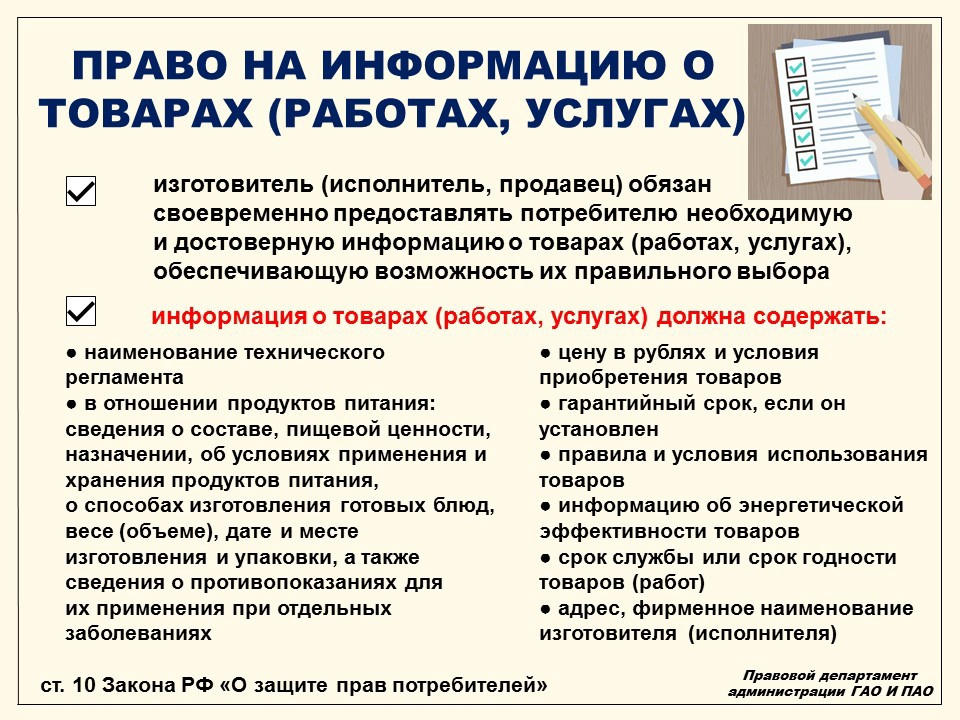 ПРАВО НА ИНФОРМАЦИЮ О
ТОВАРАХ (РАБОТАХ, УСЛУГАХ)
изготовитель (исполнитель, продавец) обязан
своевременно предоставлять потребителю необходимую
и достоверную информацию о товарах (работах, услугах),
обеспечивающую возможность их правильного выбора
информация о товарах (работах, услугах) должна содержать:
● наименование технического
регламента
● в отношении продуктов питания:
сведения о составе, пищевой ценности,
назначении, об условиях применения и
хранения продуктов питания,
о способах изготовления готовых блюд,
весе (объеме), дате и месте
изготовления и упаковки, а также
сведения о противопоказаниях для
их применения при отдельных
заболеваниях
● цену в рублях и условия
приобретения товаров
● гарантийный срок, если он
установлен
● правила и условия использования
товаров
● информацию об энергетической
эффективности товаров
● срок службы или срок годности
товаров (работ)
● адрес, фирменное наименование
изготовителя (исполнителя)
ст. 10 Закона РФ «О защите прав потребителей»
Правовой департамент
администрации ГАО И ПАО